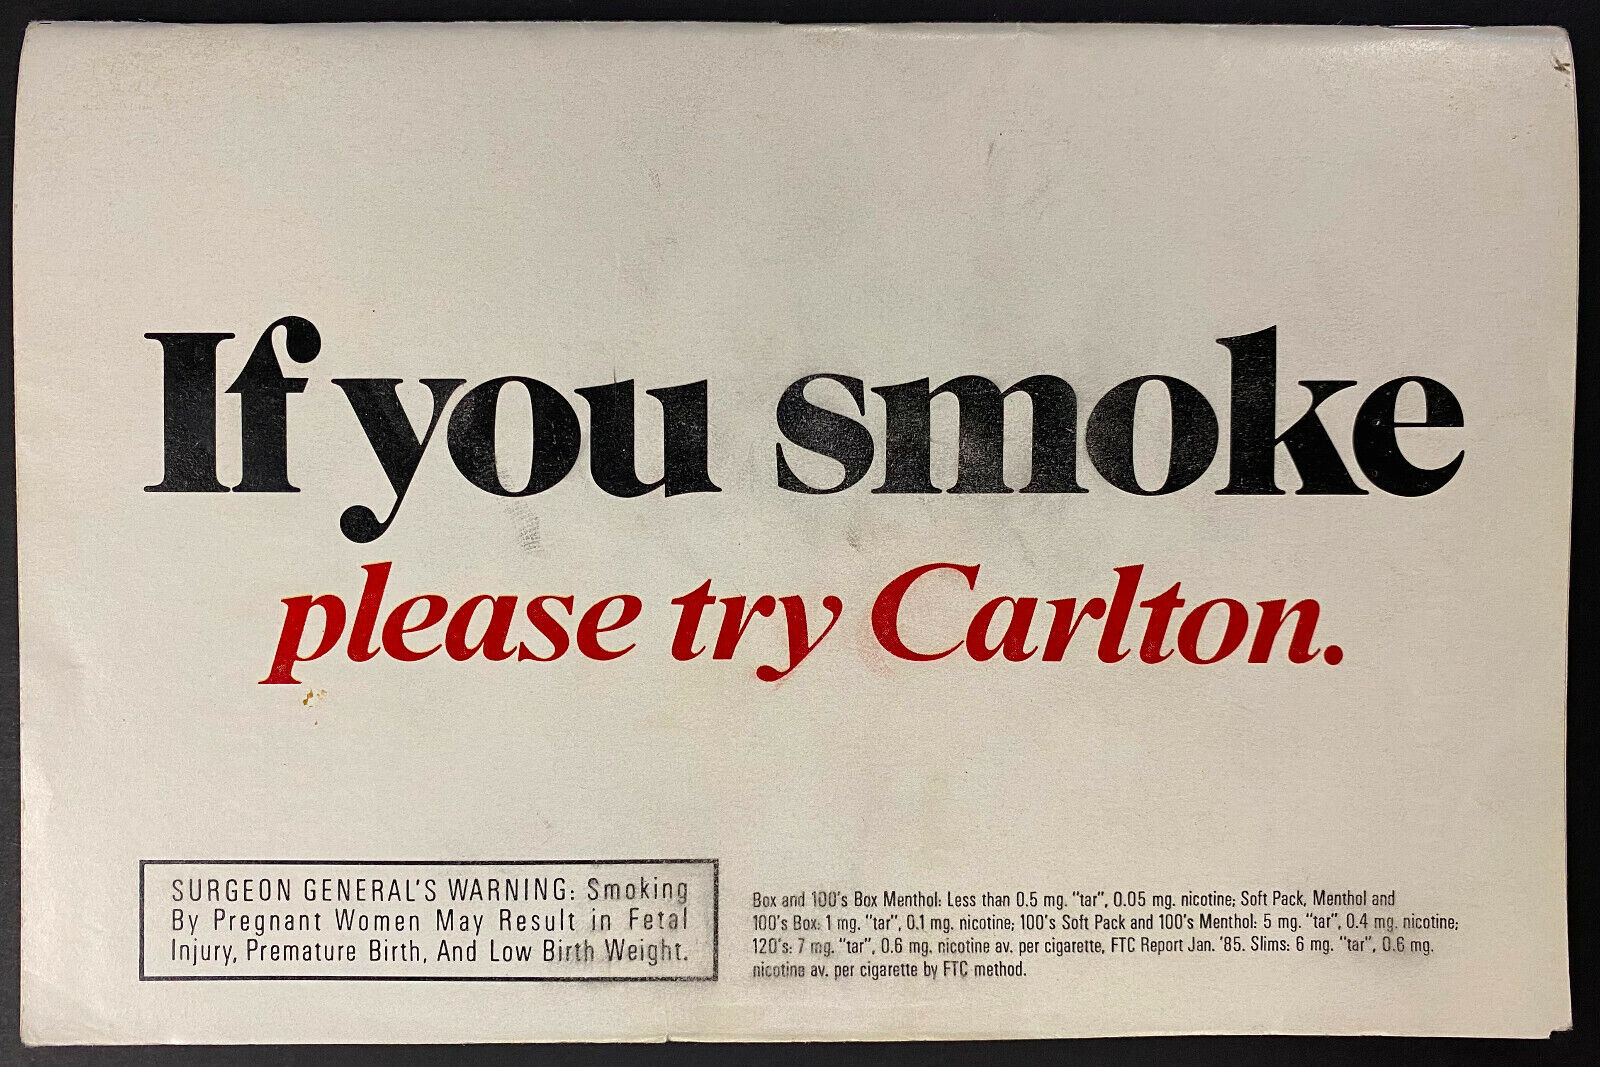 If you smoke
please try Carlton.
SURGEON GENERAL'S WARNING: Smoking
By Pregnant Women May Result in Fetal
Injury, Premature Birth, And Low Birth Weight.
Box and 100's Box Menthol: Less than 0.5 mg. "tar", 0.05 mg. nicotine; Soft Pack, Menthol and
100's Box: 1 mg. "tar", 0.1 mg. nicotine; 100's Soft Pack and 100's Menthol: 5 mg. "tar", 0.4 mg. nicotine;
120's: 7 mg. "tar", 0.6 mg. nicotine av. per cigarette, FTC Report Jan. '85. Slims: 6 mg. "tar", 0.6 mg.
nicotine av. per cigarette by FTC method.